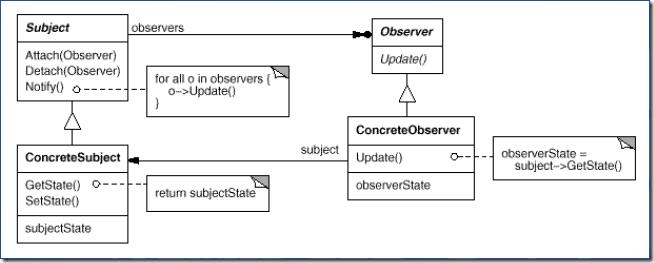 Subject
observers
Observer
Attach(Observer)
Detach(Observer)
Notify()
for all o in observers {
o->Update()
}
Update()
ConcreteSubject
GetState()
SetState()
subjectState
return subjectState
subject
ConcreteObserver
Update()
observerState
observerState =
subject->GetState()